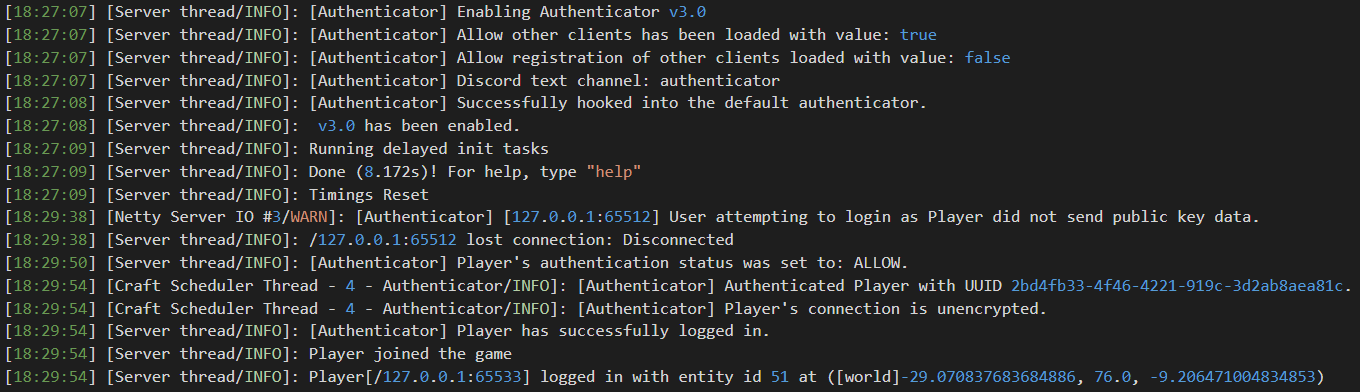 [18:27:07] [Server thread/INFO]: [Authenticator] Enabling Authenticator v3.0
[18:27:07] [Server thread/INFO]: [Authenticator] Allow other clients has been loaded with value: true
[18:27:07] [Server thread/INFO]: [Authenticator] Allow registration of other clients loaded with value: false
[18:27:07] [Server thread/INFO]: [Authenticator] Discord text channel: authenticator
[18:27:08] [Server thread/INFO]: [Authenticator] Successfully hooked into the default authenticator.
[18:27:08] [Server thread/INFO]:  v3.0 has been enabled.
[18:27:09] [Server thread/INFO]: Running delayed init tasks
[18:27:09] [Server thread/INFO]: Done (8.172s)! For help, type "help"
[18:27:09] [Server thread/INFO]: Timings Reset
[18:29:38] [Netty Server IO #3/WARN]: [Authenticator] [127.0.0.1:65512] User attempting to login as Player did not send public key data.
[18:29:38] [Server thread/INFO]: /127.0.0.1:65512 lost connection: Disconnected
[18:29:50] [Server thread/INFO]: [Authenticator] Player's authentication status was set to: ALLOW.
[18:29:54] [Craft Scheduler Thread - 4 - Authenticator/INFO]: [Authenticator] Authenticated Player with UUID 2bd4fb33-4f46-4221-919c-3d2ab8aea81c.
[18:29:54] [Craft Scheduler Thread - 4 - Authenticator/INFO]: [Authenticator] Player's connection is unencrypted.
[18:29:54] [Server thread/INFO]: [Authenticator] Player has successfully logged in.
[18:29:54] [Server thread/INFO]: Player joined the game
[18:29:54] [Server thread/INFO]: Player[/127.0.0.1:65533] logged in with entity id 51 at ([world]-29.070837683684886, 76.0, -9.206471004834853)